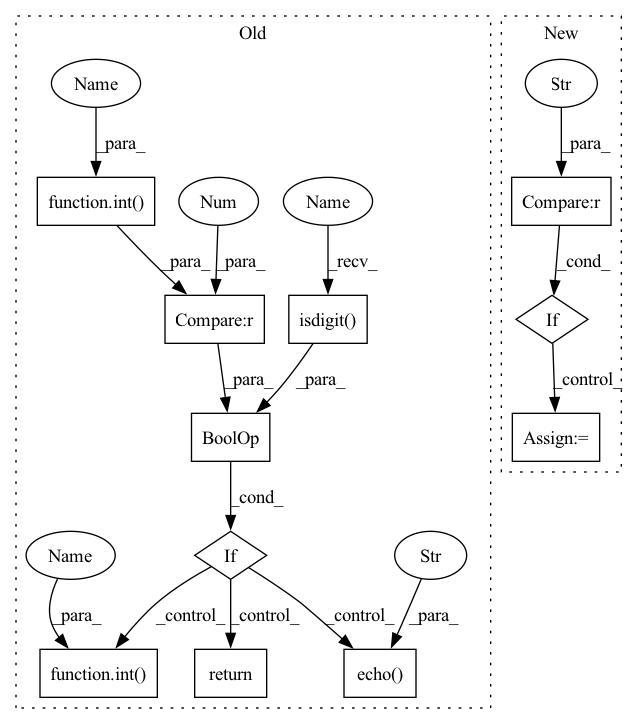 Old
New
Name
Str
_para_
_para_
function.int()
Num
Name
Compare:r
_para_
_para_
_recv_
_cond_
Compare:r
isdigit()
If
_para_
_para_
_control_
BoolOp
Assign:=
_cond_
Name
If
Str
_para_
_control_
_control_
_control_
_para_
function.int()
return
echo()